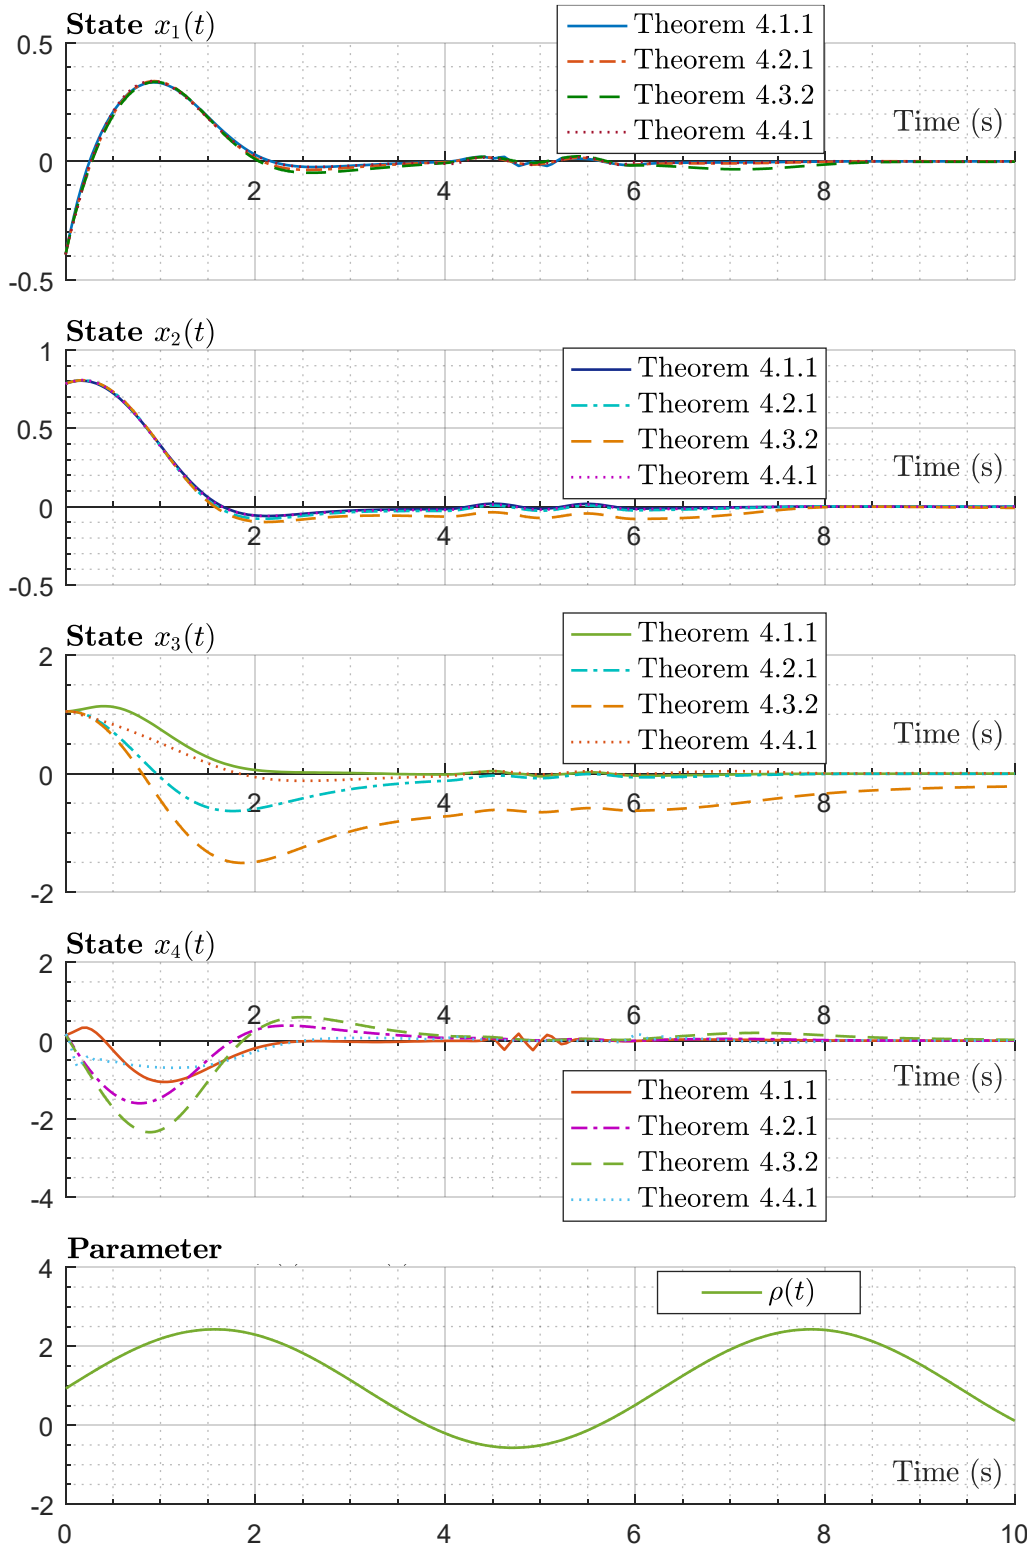 State x₁(t)
Theorem 4.1.1
Theorem 4.2.1
Theorem 4.3.2
Theorem 4.4.1
Time (s)
0.5
0
-0.5
2 4 6 8
State x₂(t)
Theorem 4.1.1
Theorem 4.2.1
Theorem 4.3.2
Theorem 4.4.1
Time (s)
1
0.5
0
-0.5
2 4 6 8
State x₃(t)
Theorem 4.1.1
Theorem 4.2.1
Theorem 4.3.2
Theorem 4.4.1
Time (s)
2
0
-2
2 4 6 8
State x₄(t)
2
0
-2
-4
2 4 6 8
Time (s)
Theorem 4.1.1
Theorem 4.2.1
Theorem 4.3.2
Theorem 4.4.1
Parameter
ρ(t)
4
2
0
-2
Time (s)
0 2 4 6 8 10